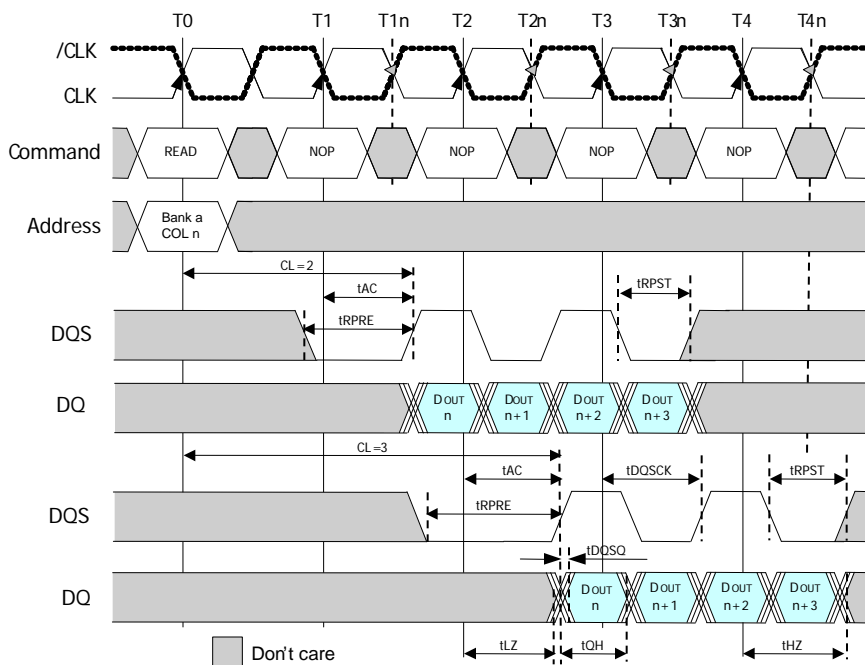 T0 T1 T1n T2 T2n T3 T3n T4 T4n
/CLK
CLK
Command READ NOP NOP NOP NOP
Address Bank a
COL n
CL=2
tAC
tRPRE
tRPST
DQS
DQ
DOUT n
DOUT n+1
DOUT n+2
DOUT n+3
CL=3
tAC
tDQSCK
tRPST
tRPRE
DQS
tDQSQ
DQ
DOUT n
DOUT n+1
DOUT n+2
DOUT n+3
tLZ
tQH
tHZ
Don't care